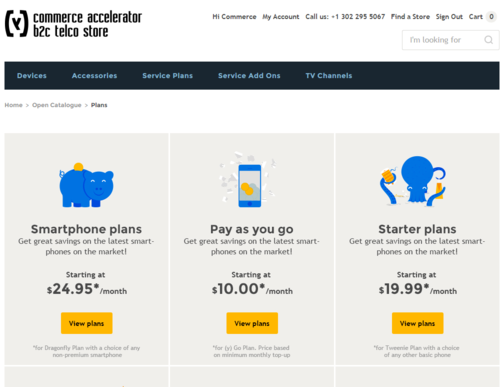 commerce accelerator
b2c telco store
Hi Commerce My Account Call us: +1 302 295 5067 Find a Store Sign Out Cart 0
I'm looking for
Devices Accessories Service Plans Service Add Ons TV Channels
Home > Open Catalogue > Plans
Smartphone plans
Get great savings on the latest smart-
phones on the market!
Starting at
$24.95*/month
View plans
*for Dragonfly Plan with a choice of any
non-premium smartphone
Pay as you go
Get great savings on the latest smart-
phones on the market!
Starting at
$10.00*/month
View plans
*for (y) Go Plan. Price based
on minimum monthly top-up
Starter plans
Get great savings on the latest smart-
phones on the market!
Starting at
$19.99*/month
View plans
*for Tweenie Plan with a choice
of any other basic phone